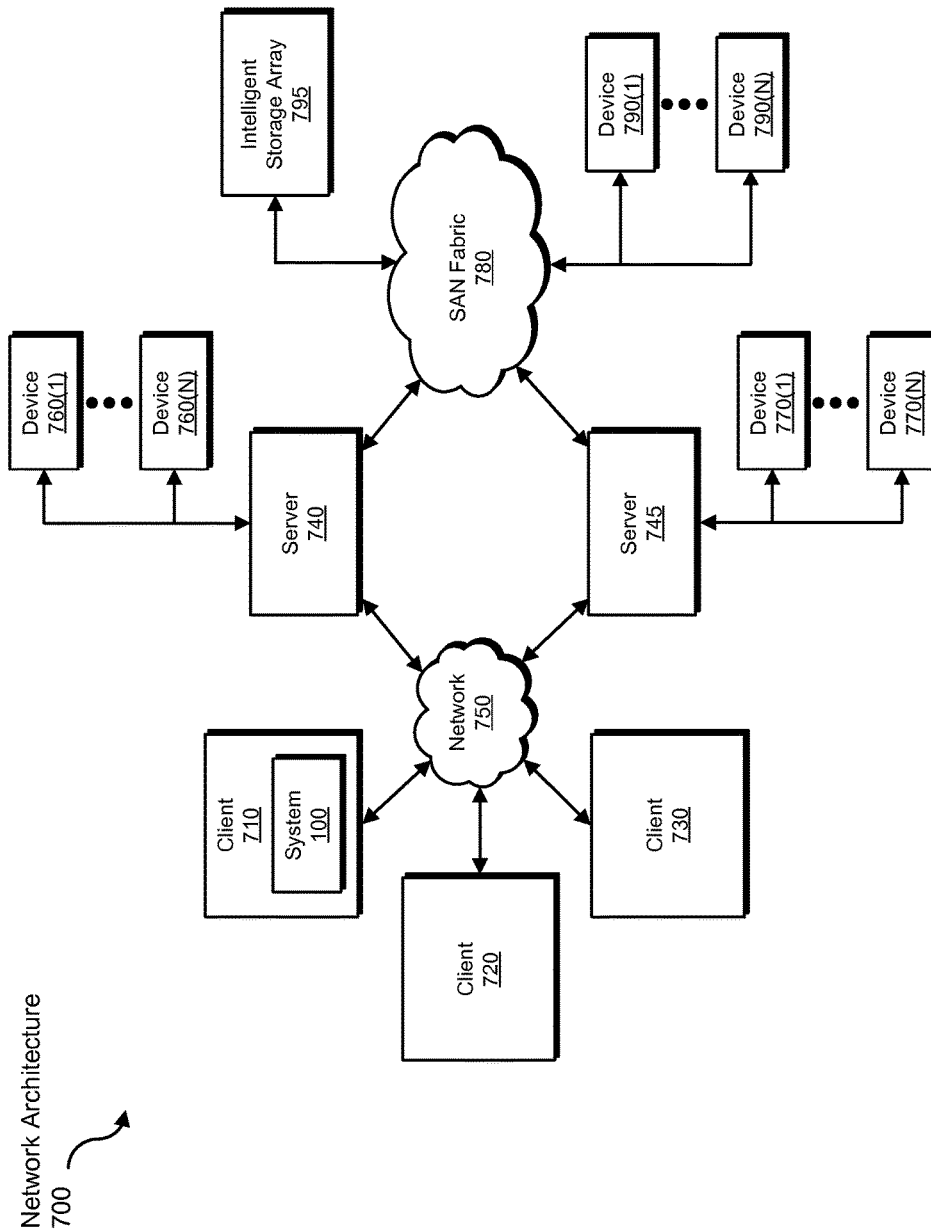 Network Architecture
700
Client
710
System
100
Client
720
Client
730
Network
750
Server
740
Server
745
Device
760(1)
Device
760(N)
Device
770(1)
Device
770(N)
SAN Fabric
780
Intelligent
Storage Array
795
Device
790(1)
Device
790(N)